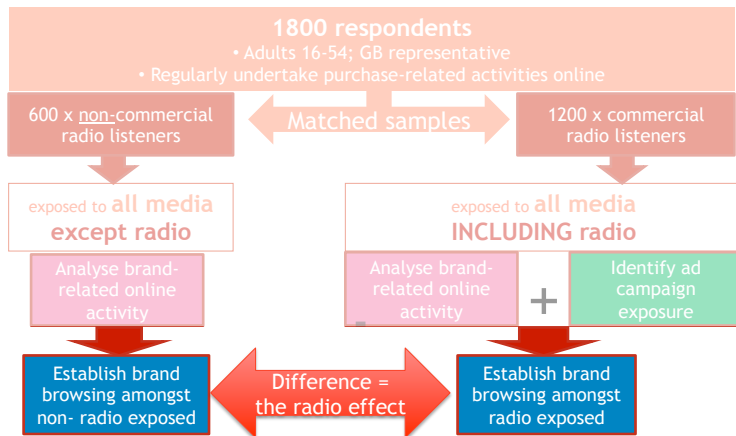 1800 respondents
• Adults 16-54; GB representative
• Regularly undertake purchase-related activities online
600 x non-commercial
radio listeners
Matched samples
1200 x commercial
radio listeners
exposed to all media
except radio
exposed to all media
INCLUDING radio
Analyse brand-
related online
activity
Analyse brand-
related online
activity
+
Identify ad
campaign
exposure
Establish brand
browsing amongst
non- radio exposed
Difference =
the radio effect
Establish brand
browsing amongst
radio exposed